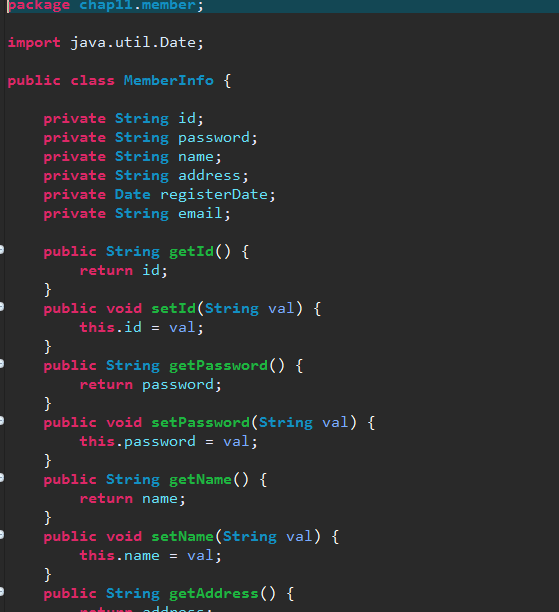 package chap11.member;
import java.util.Date;
public class MemberInfo {
private String id;
private String password;
private String name;
private String address;
private Date registerDate;
private String email;
public String getId() {
return id;
}
public void setId(String val) {
this.id = val;
}
public String getPassword() {
return password;
}
public void setPassword(String val) {
this.password = val;
}
public String getName() {
return name;
}
public void setName(String val) {
this.name = val;
}
public String getAddress() {
return address;